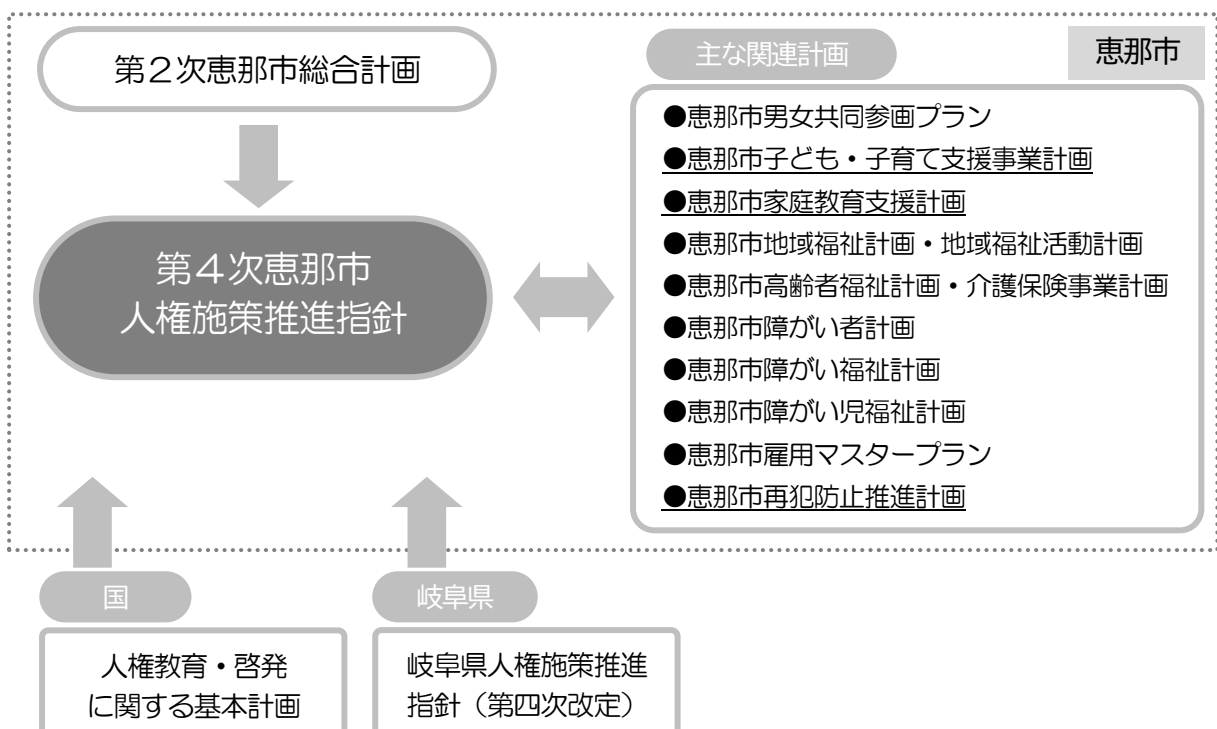 第２次恵那市総合計画
第４次恵那市
人権施策推進指針
主な関連計画
恵那市
●恵那市男女共同参画プラン
●恵那市子ども・子育て支援事業計画
●恵那市家庭教育支援計画
●恵那市地域福祉計画・地域福祉活動計画
●恵那市高齢者福祉計画・介護保険事業計画
●恵那市障がい者計画
●恵那市障がい福祉計画
●恵那市障がい児福祉計画
●恵那市雇用マスタープラン
●恵那市再犯防止推進計画
国
人権教育・啓発
に関する基本計画
岐阜県
岐阜県人権施策推進
指針（第四次改定）